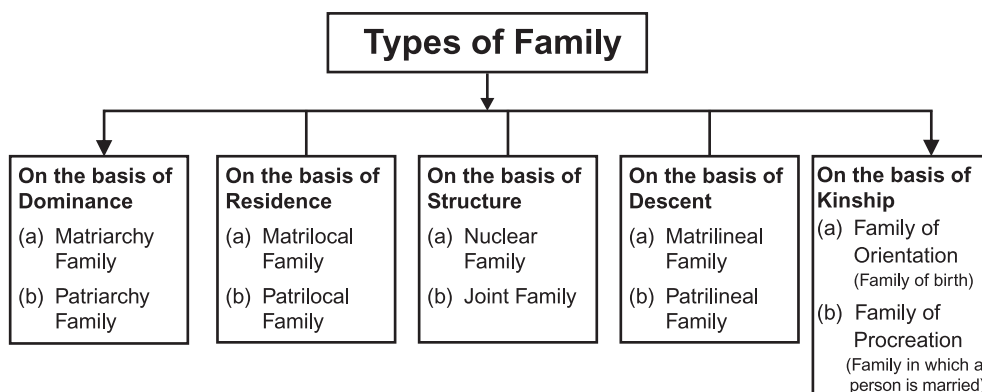 Types of Family
On the basis of
Dominance
(a) Matriarchy
Family
(b) Patriarchy
Family
On the basis of
Residence
(a) Matrilocal
Family
(b) Patrilocal
Family
On the basis of
Structure
(a) Nuclear
Family
(b) Joint Family
On the basis of
Descent
(a) Matrilineal
Family
(b) Patrilineal
Family
On the basis of
Kinship
(a) Family of
Orientation
(Family of birth)
(b) Family of
Procreation
(Family in which a
person is married)